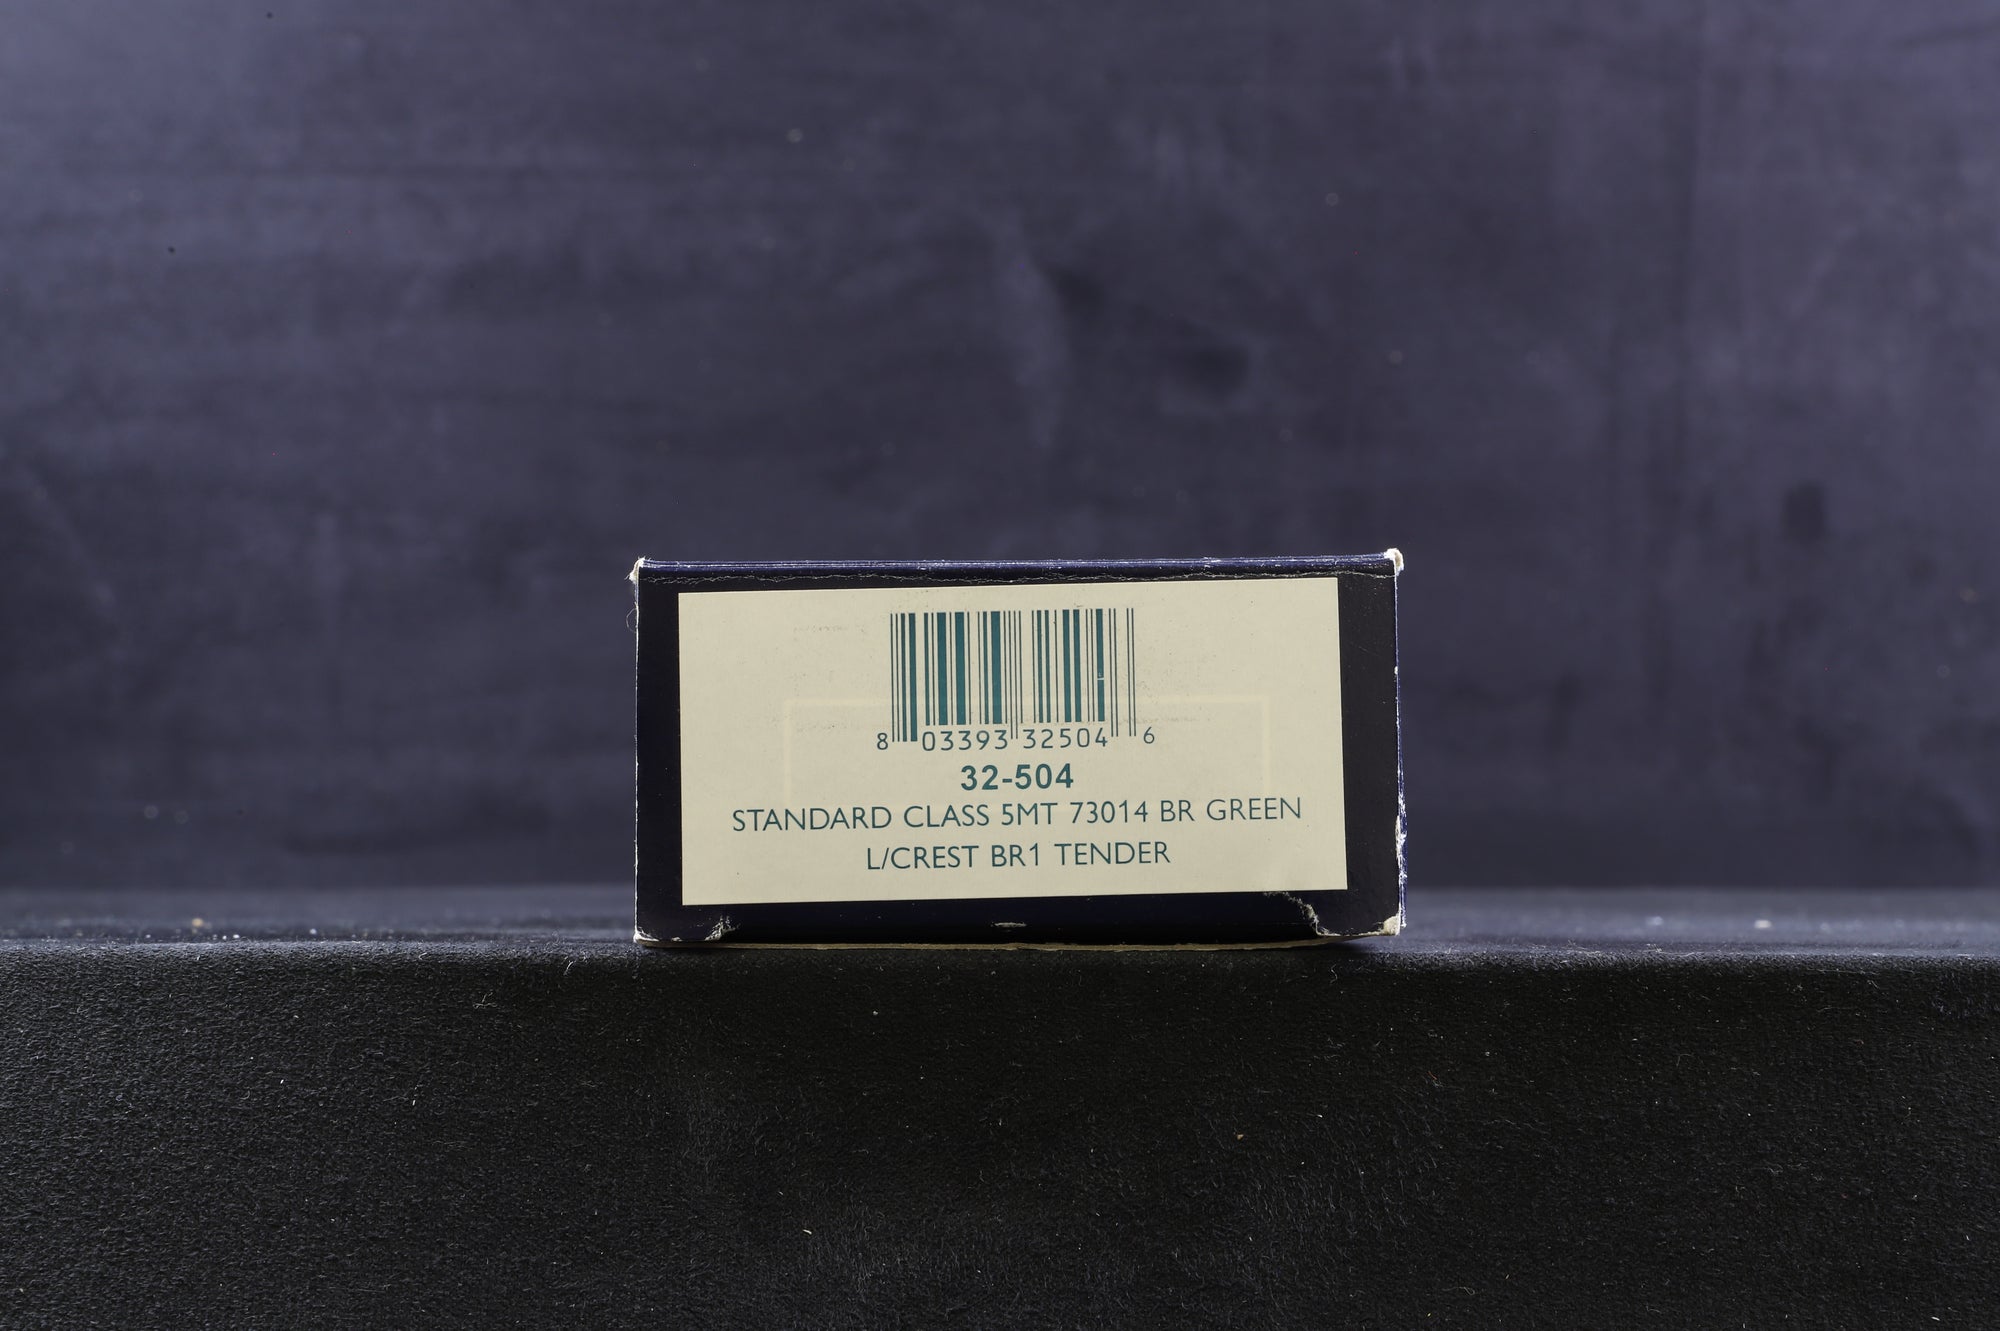 8 03393 32504 6
32-504
STANDARD CLASS 5MT 73014 BR GREEN
L/CREST BR1 TENDER